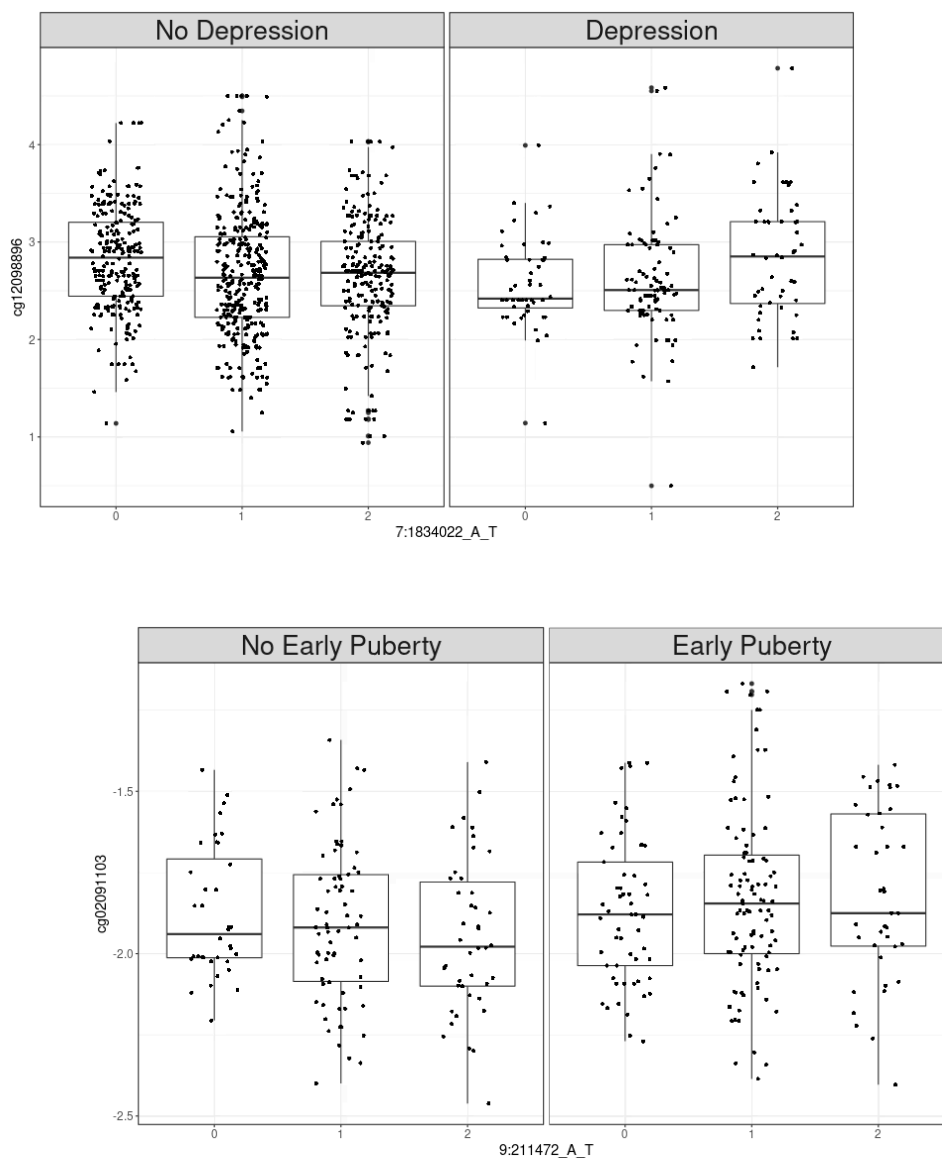 No Depression Depression
4
3
2
1
cg12098896
0 1 2 0 1 2
7:1834022_A_T
No Early Puberty Early Puberty
-1.5
-2.0
-2.5
cg02091103
0 1 2 0 1 2
9:211472_A_T